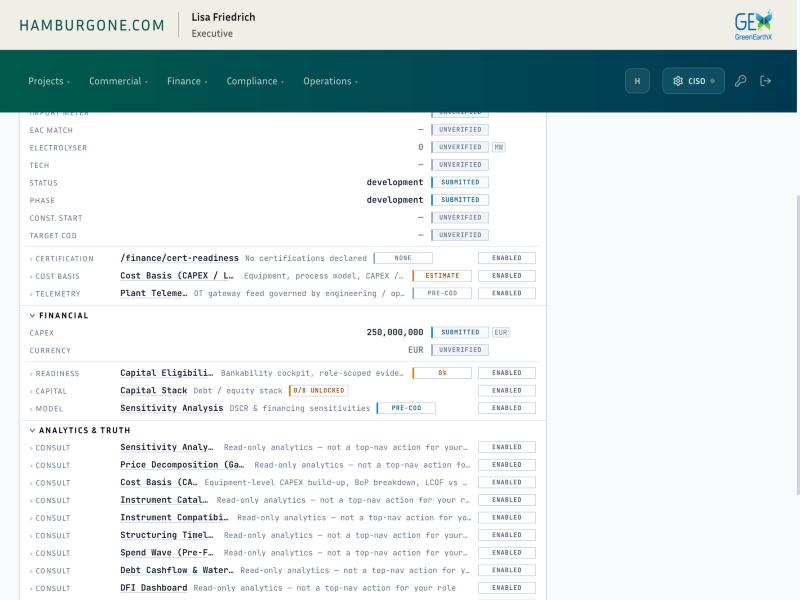 HAMBURGONE.COM
Lisa Friedrich
Executive
GEX
GreenEarthX
Projects
Commercial
Finance
Compliance
Operations
H
CISO
IMPORT METER UNVERIFIED
EAC MATCH — UNVERIFIED
ELECTROLYSER 0 UNVERIFIED MW
TECH — UNVERIFIED
STATUS development SUBMITTED
PHASE development SUBMITTED
CONST. START — UNVERIFIED
TARGET COD — UNVERIFIED
› CERTIFICATION /finance/cert-readiness No certifications declared NONE ENABLED
› COST BASIS Cost Basis (CAPEX / L… Equipment, process model, CAPEX /… ESTIMATE ENABLED
› TELEMETRY Plant Teleme… OT gateway feed governed by engineering / op… PRE-COD ENABLED
FINANCIAL
CAPEX 250,000,000 SUBMITTED EUR
CURRENCY EUR UNVERIFIED
› READINESS Capital Eligibili… Bankability cockpit, role-scoped evide… 0% ENABLED
› CAPITAL Capital Stack Debt / equity stack 0/8 UNLOCKED ENABLED
› MODEL Sensitivity Analysis DSCR & financing sensitivities PRE-COD ENABLED
ANALYTICS & TRUTH
› CONSULT Sensitivity Analy… Read-only analytics — not a top-nav action for your… ENABLED
› CONSULT Price Decomposition (Ga… Read-only analytics — not a top-nav action fo… ENABLED
› CONSULT Cost Basis (CA… Equipment-level CAPEX build-up, BoP breakdown, LCOF vs … ENABLED
› CONSULT Instrument Catal… Read-only analytics — not a top-nav action for your r… ENABLED
› CONSULT Instrument Compatibi… Read-only analytics — not a top-nav action for yo… ENABLED
› CONSULT Structuring Timel… Read-only analytics — not a top-nav action for your… ENABLED
› CONSULT Spend Wave (Pre-F… Read-only analytics — not a top-nav action for your… ENABLED
› CONSULT Debt Cashflow & Water… Read-only analytics — not a top-nav action for y… ENABLED
› CONSULT DFI Dashboard Read-only analytics — not a top-nav action for your role ENABLED